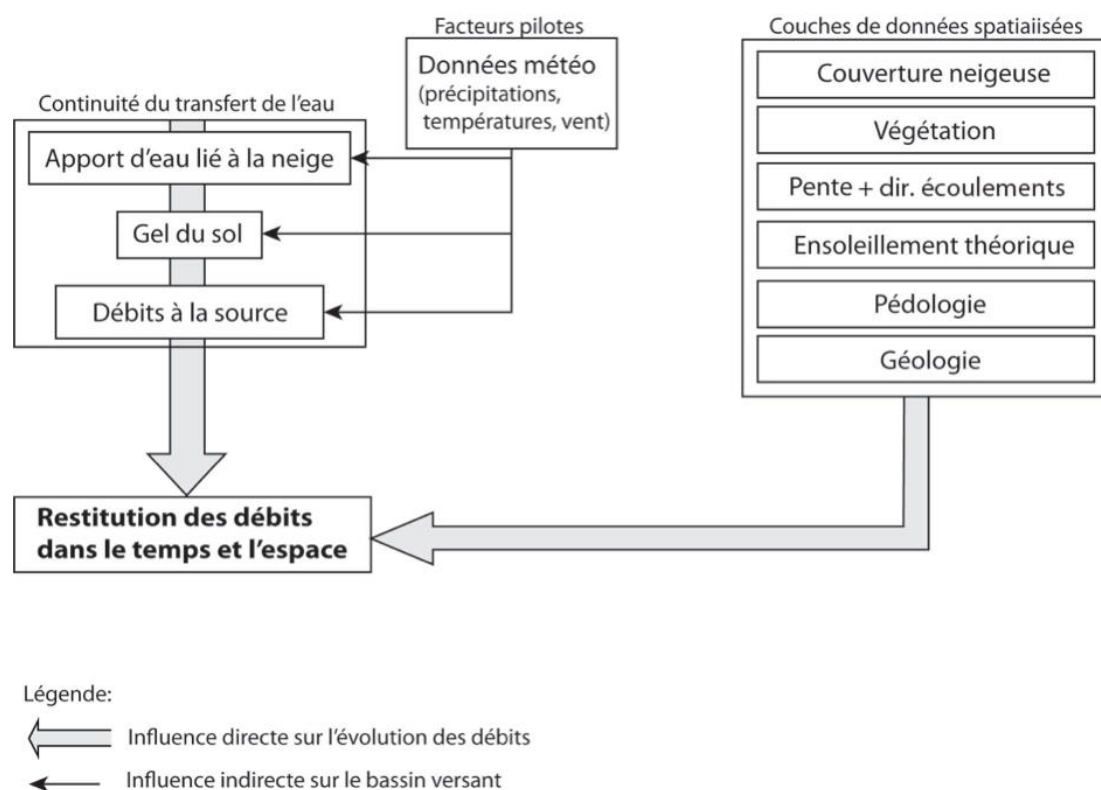 Facteurs pilotes
Données météo
(précipitations,
températures, vent)
Continuité du transfert de l'eau
Apport d'eau lié à la neige
Gel du sol
Débits à la source
Couches de données spatiaiisées
Couverture neigeuse
Végétation
Pente + dir. écoulements
Ensoleillement théorique
Pédologie
Géologie
Restitution des débits
dans le temps et l'espace
Légende:
Influence directe sur l'évolution des débits
Influence indirecte sur le bassin versant